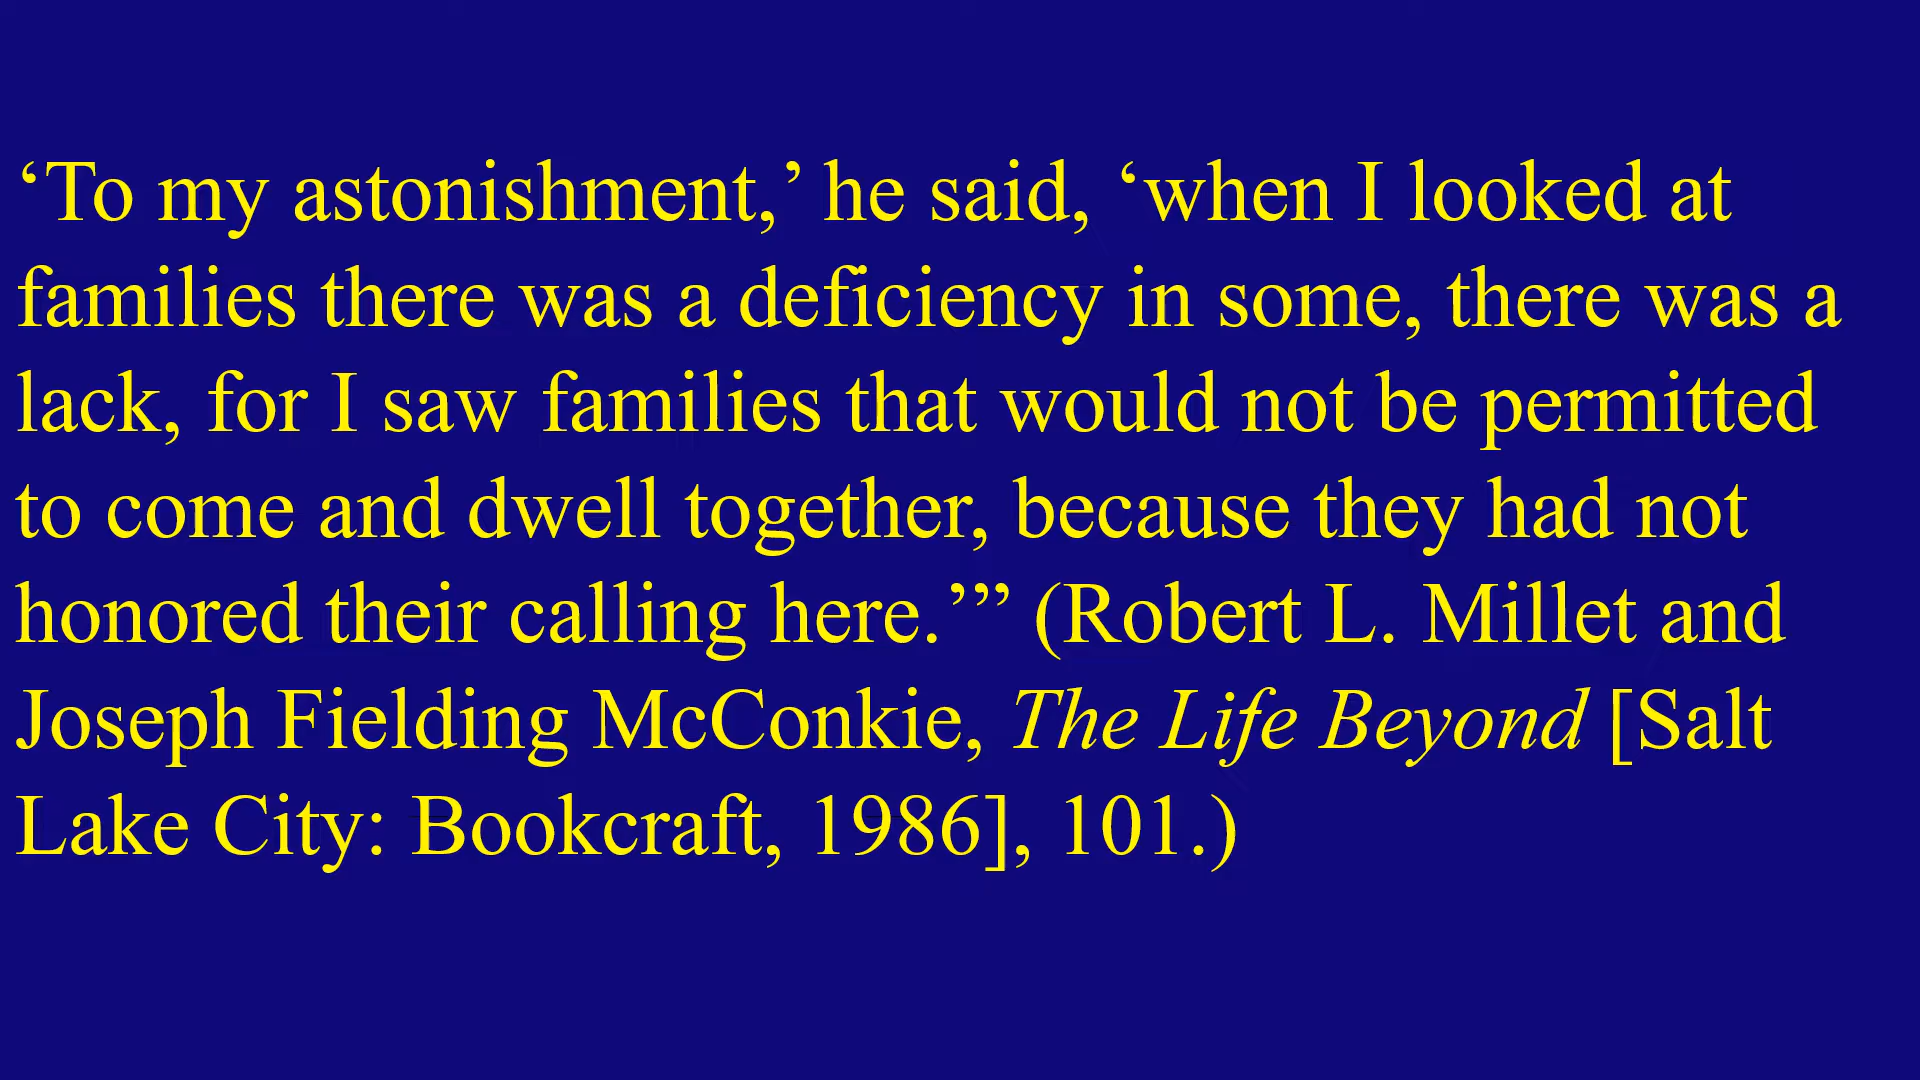 ‘To my astonishment,’ he said, ‘when I looked at
families there was a deficiency in some, there was a
lack, for I saw families that would not be permitted
to come and dwell together, because they had not
honored their calling here.’” (Robert L. Millet and
Joseph Fielding McConkie, The Life Beyond [Salt
Lake City: Bookcraft, 1986], 101.)